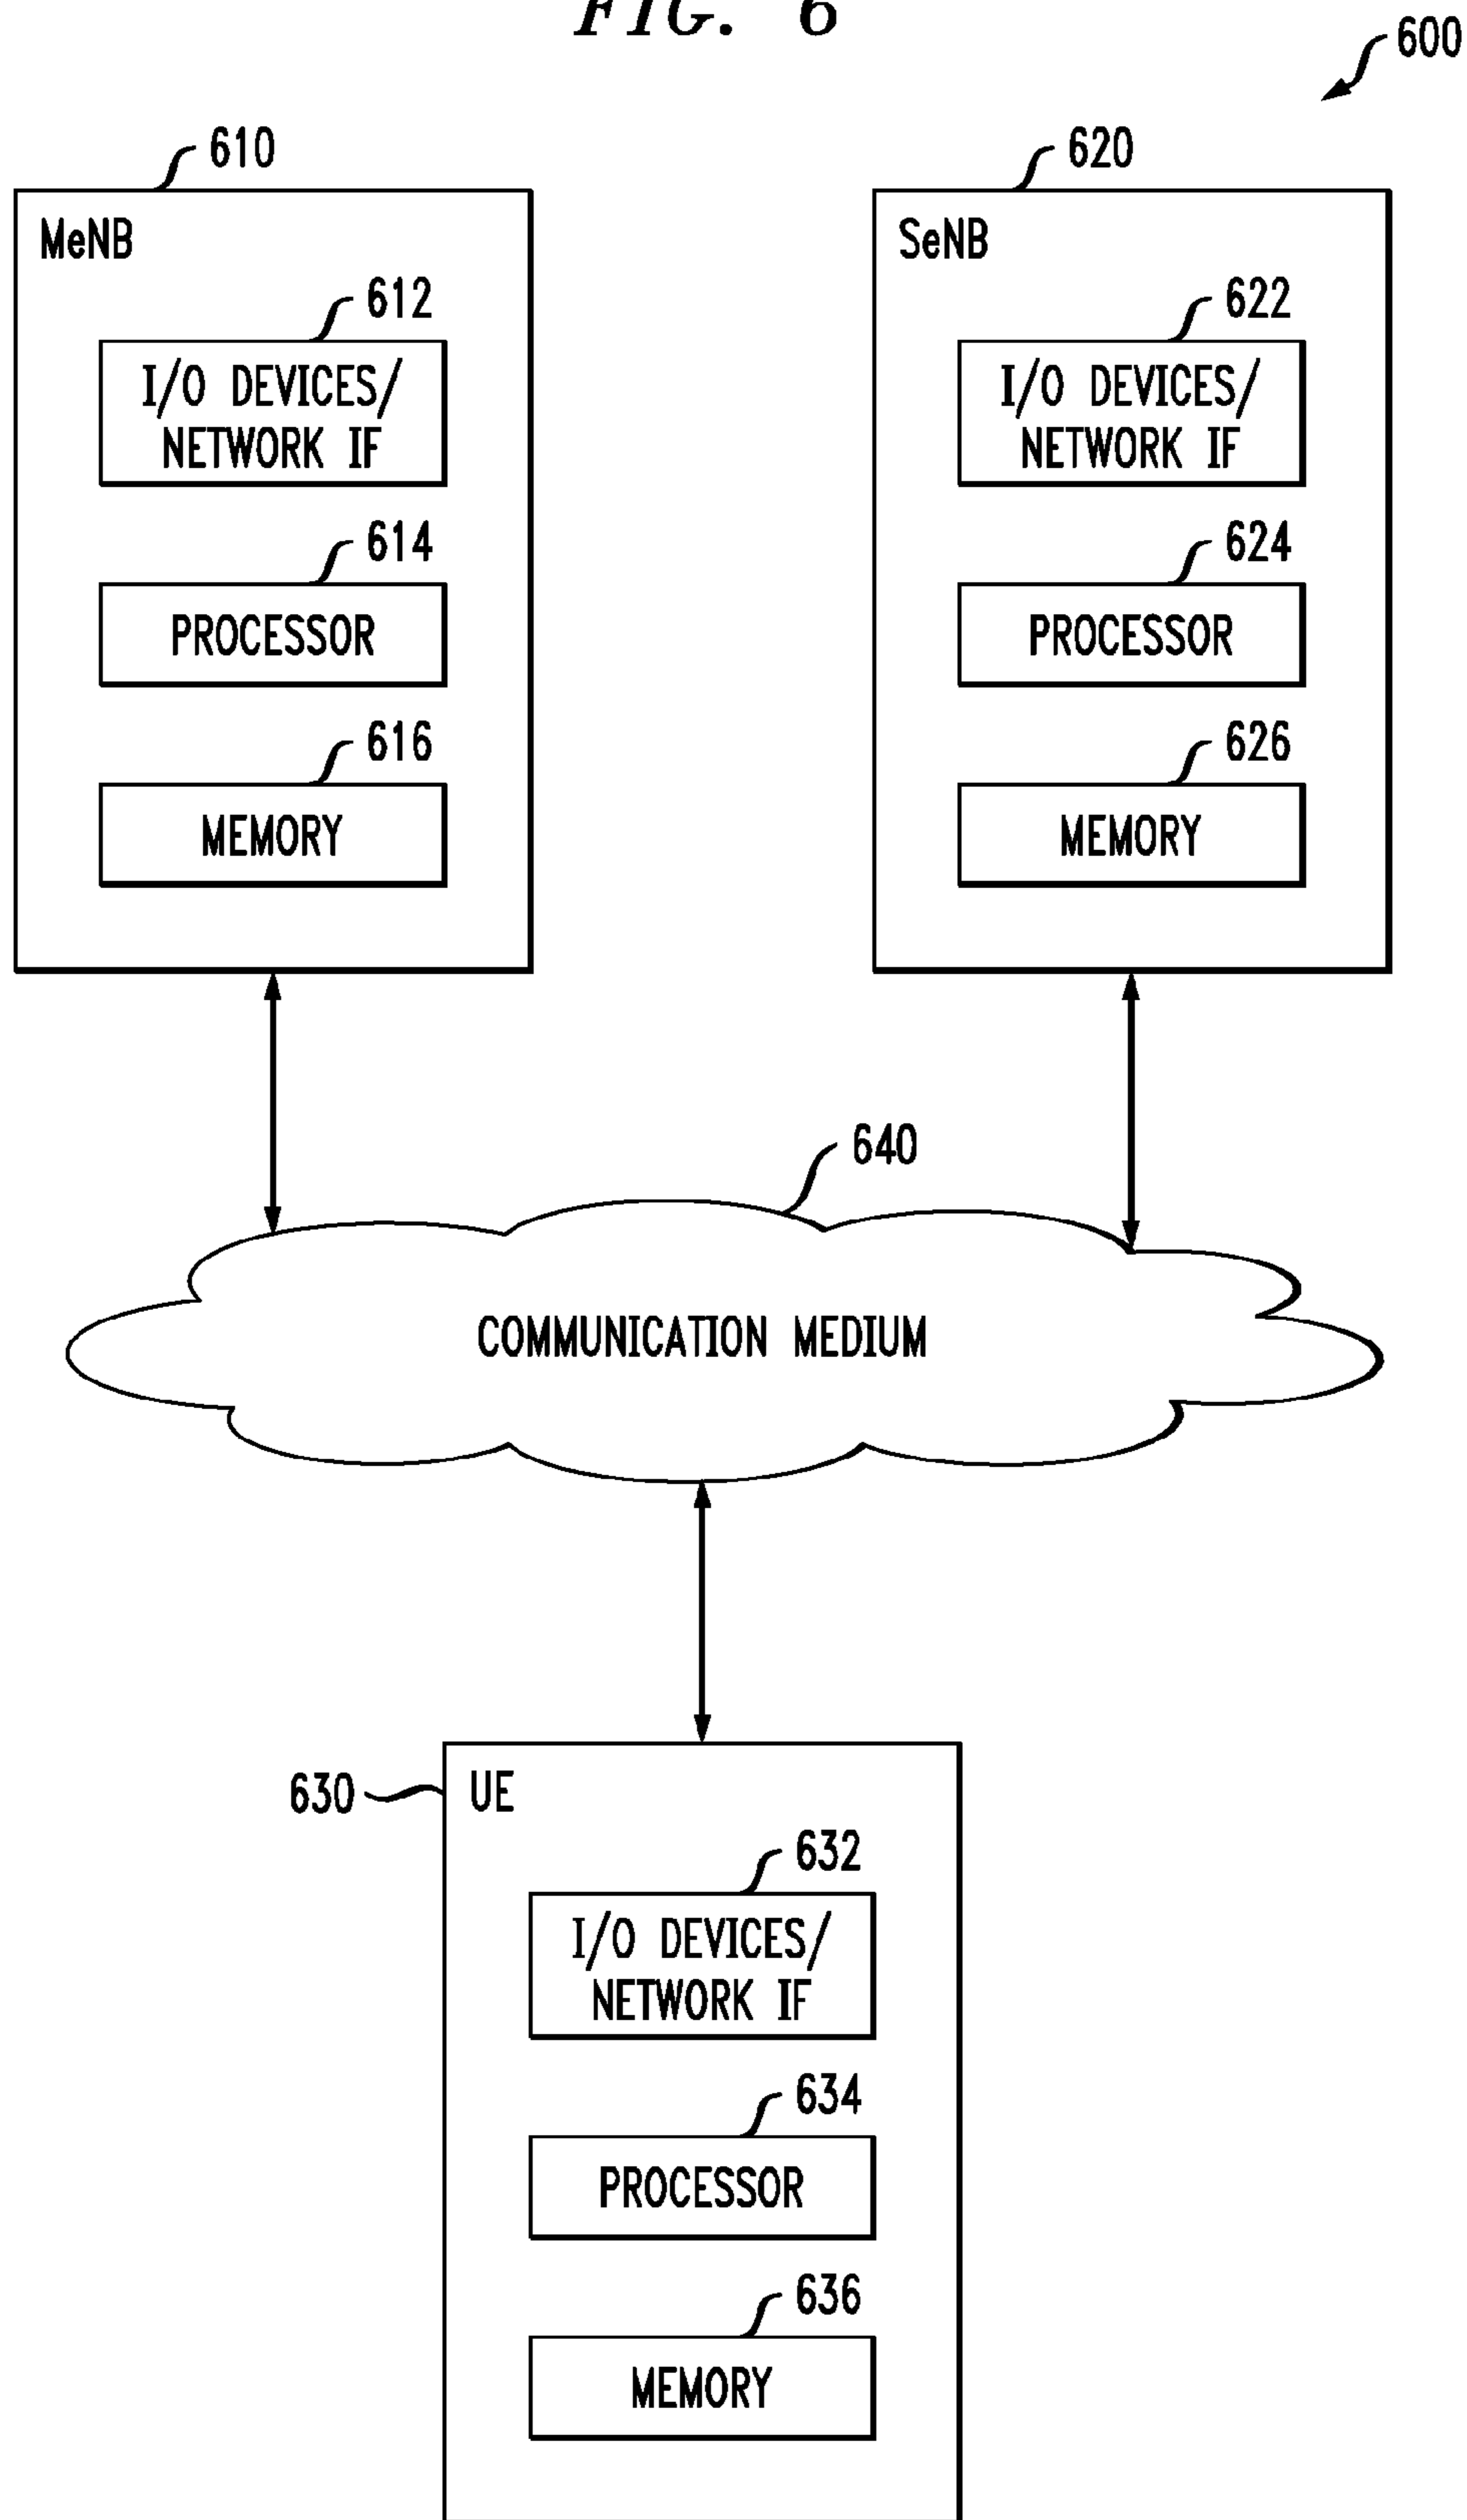 FIG. 6
600
610
MeNB
612
I/O DEVICES/
NETWORK IF
614
PROCESSOR
616
MEMORY
620
SeNB
622
I/O DEVICES/
NETWORK IF
624
PROCESSOR
626
MEMORY
640
COMMUNICATION MEDIUM
630
UE
632
I/O DEVICES/
NETWORK IF
634
PROCESSOR
636
MEMORY